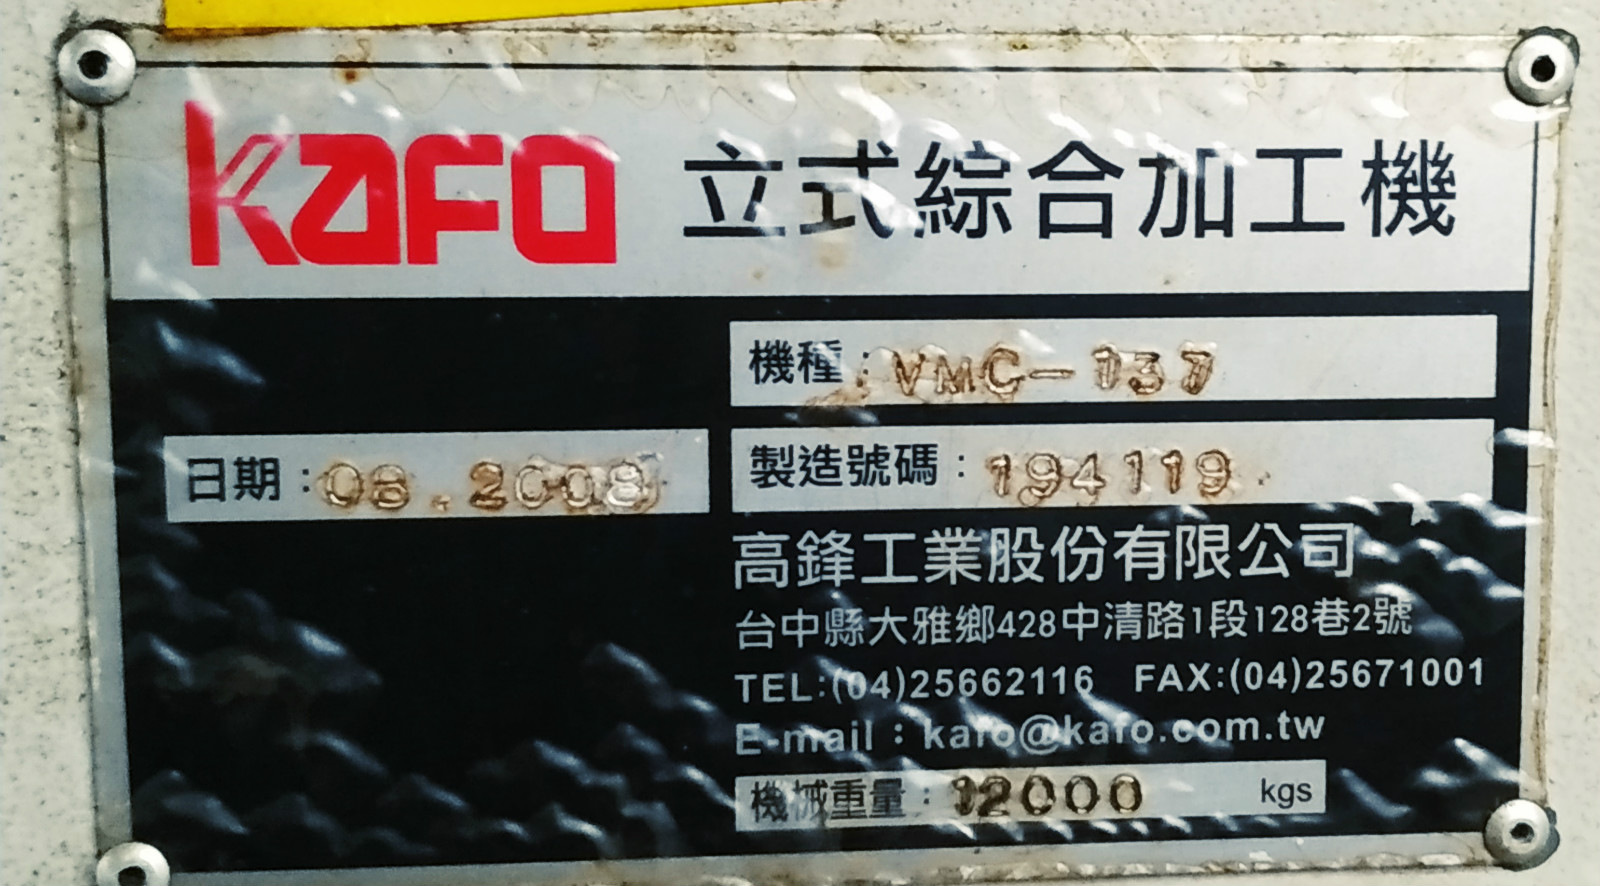 KAFO 立式綜合加工機
機種：VMC-137
日期：08.2008
製造號碼：194119
高鋒工業股份有限公司
台中縣大雅鄉428中清路1段128巷2號
TEL:(04)25662116 FAX:(04)25671001
E-mail：kafo@kafo.com.tw
機械重量：12000 kgs